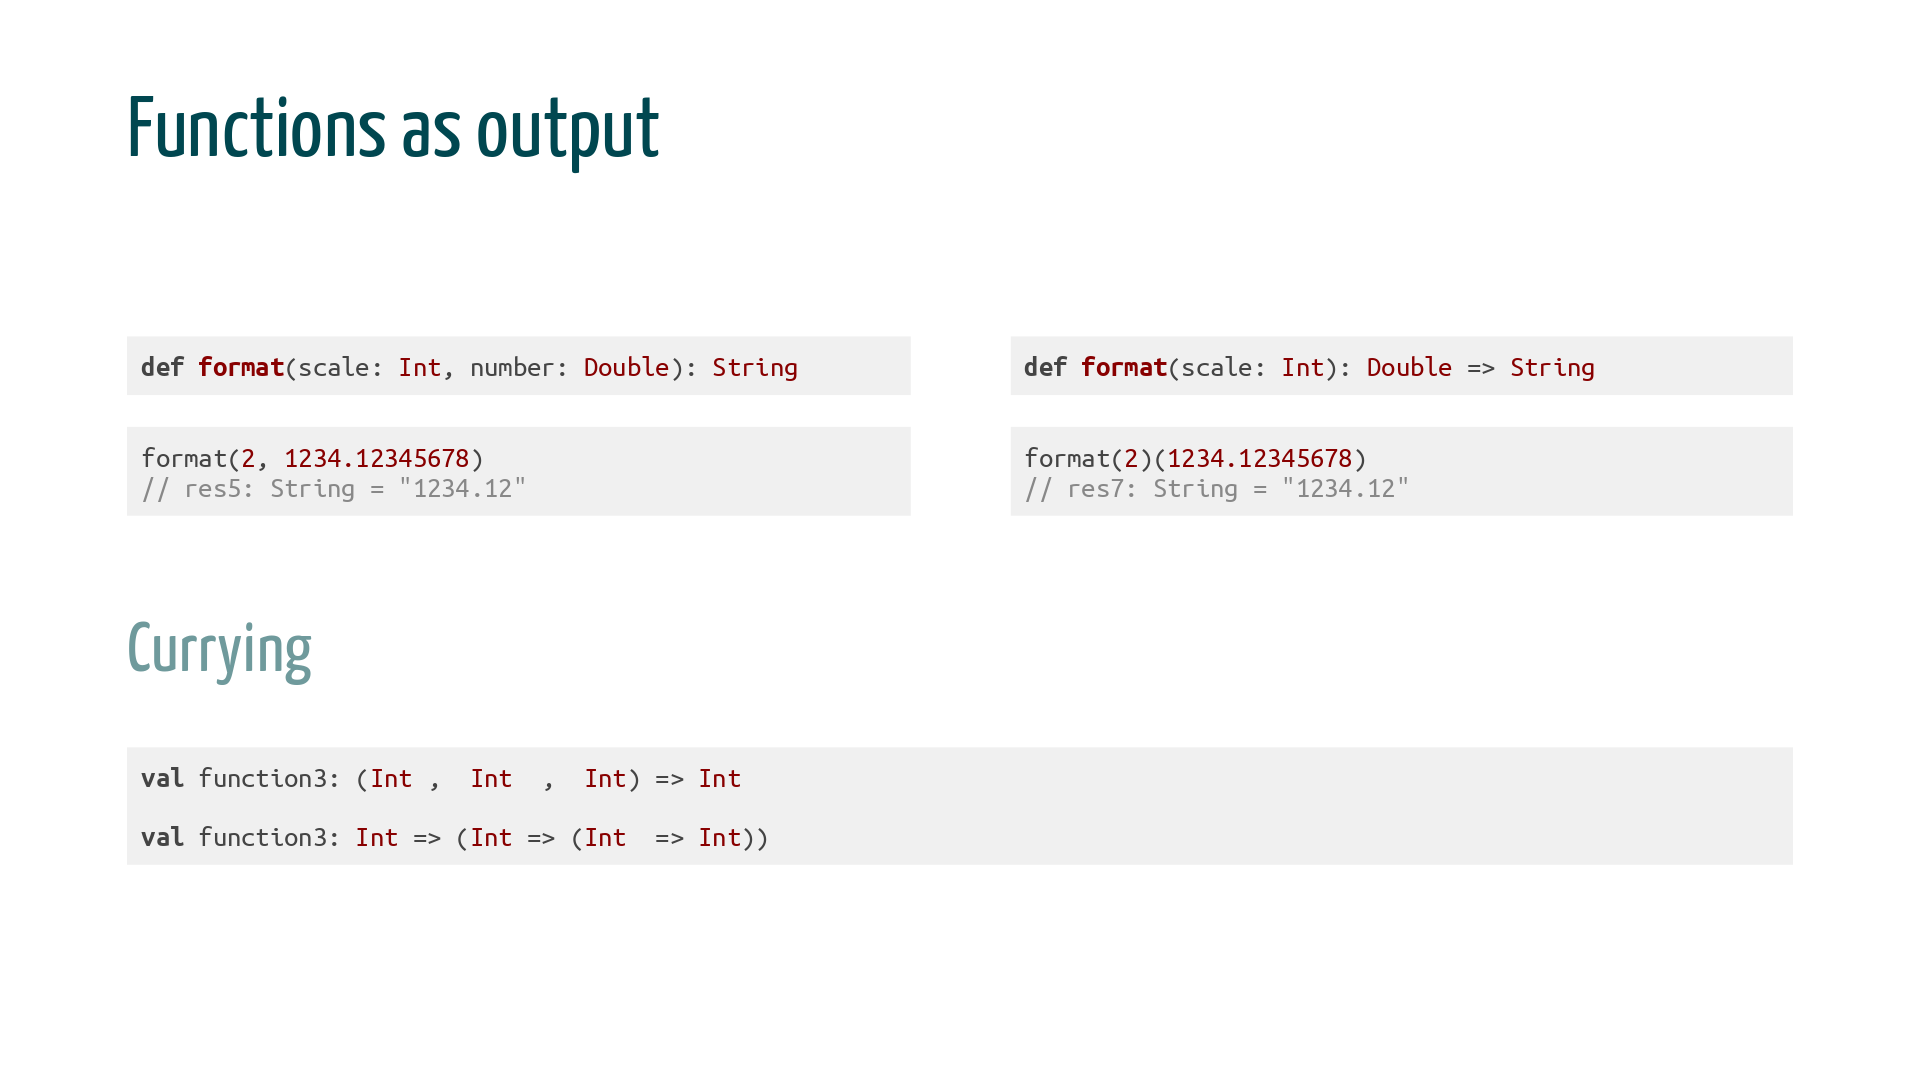 Functions as output
def format(scale: Int, number: Double): String
format(2, 1234.12345678)
// res5: String = "1234.12"
def format(scale: Int): Double => String
format(2)(1234.12345678)
// res7: String = "1234.12"
Currying
val function3: (Int ,  Int  ,  Int) => Int
val function3: Int => (Int => (Int  => Int))